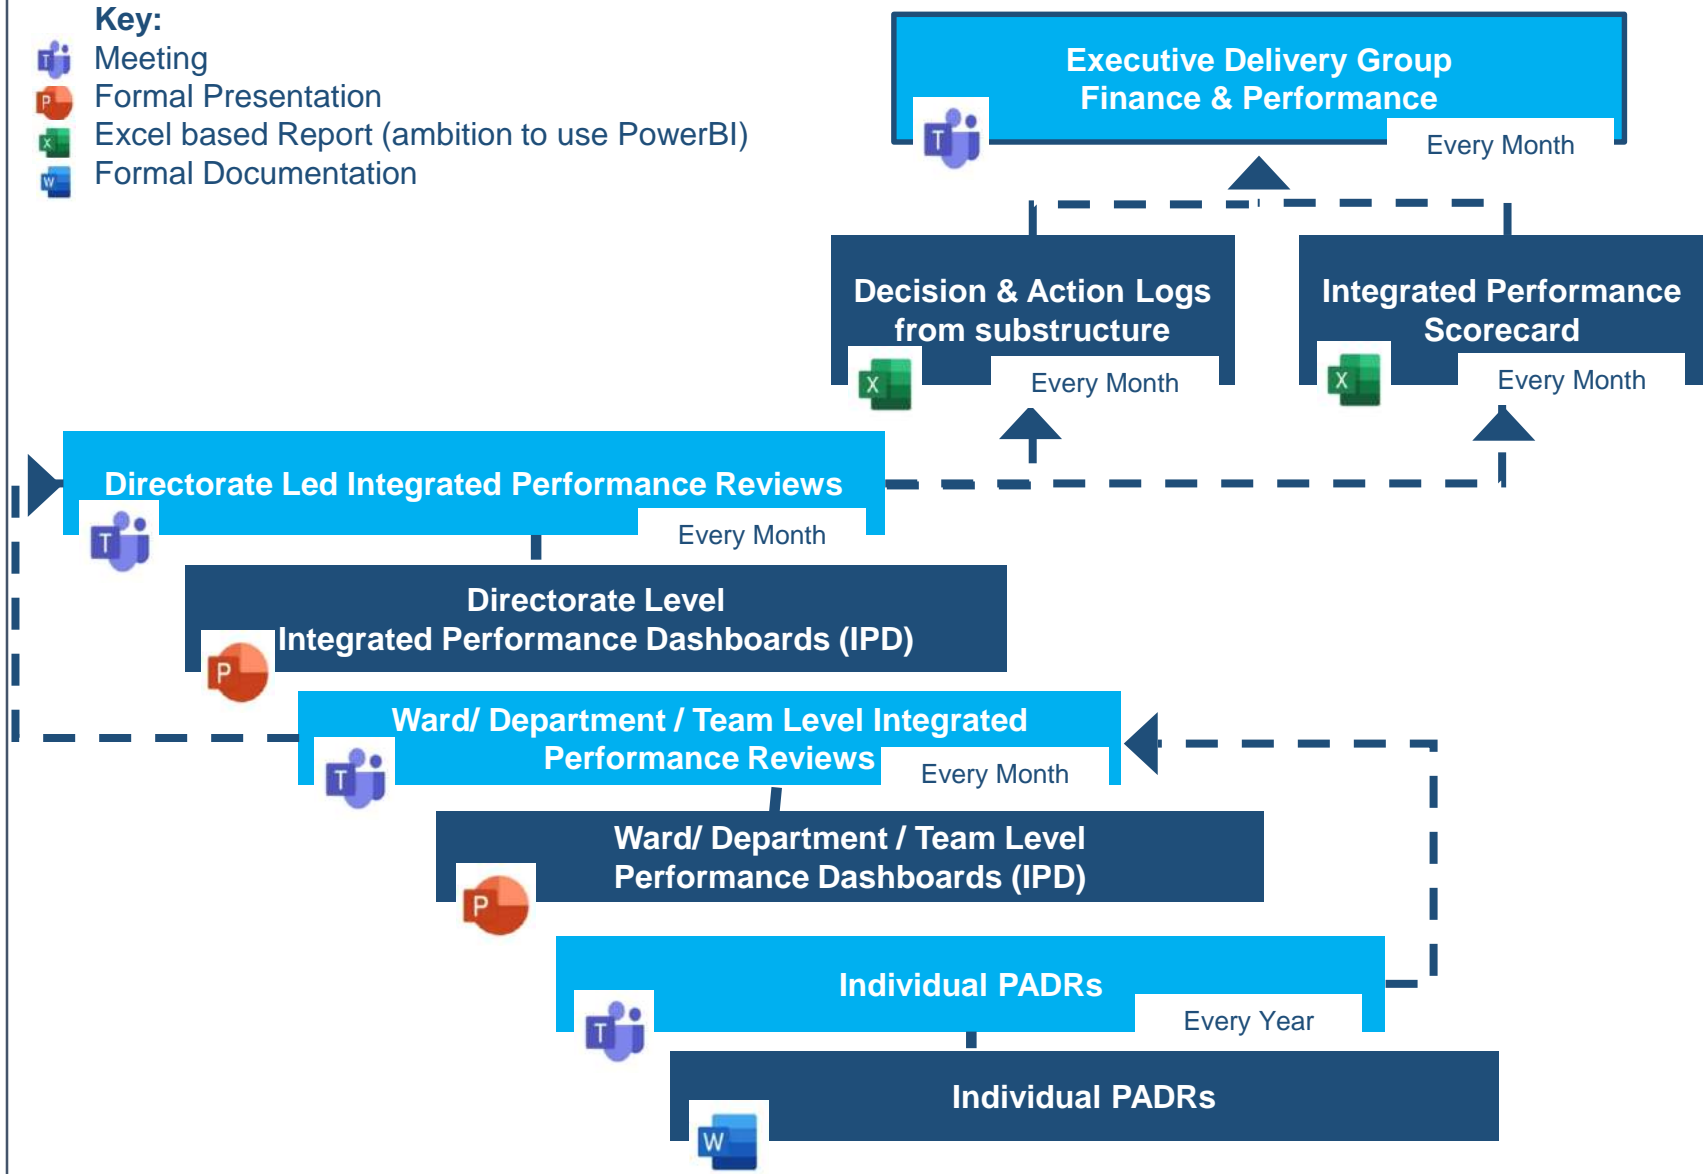 Key:
Meeting
Formal Presentation
Excel based Report (ambition to use PowerBI)
Formal Documentation
Executive Delivery Group
Finance & Performance
Every Month
Decision & Action Logs
from substructure
Every Month
Integrated Performance
Scorecard
Every Month
Directorate Led Integrated Performance Reviews
Every Month
Directorate Level
Integrated Performance Dashboards (IPD)
Ward/ Department / Team Level Integrated
Performance Reviews
Every Month
Ward/ Department / Team Level
Performance Dashboards (IPD)
Individual PADRs
Every Year
Individual PADRs